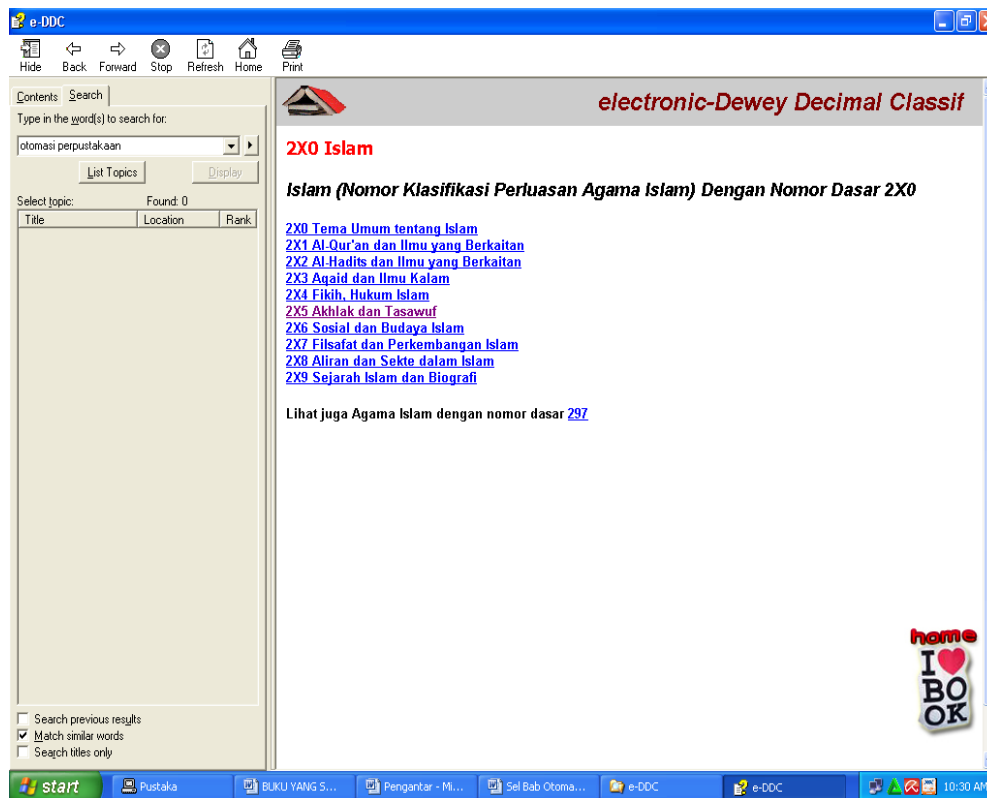 e-DDC
Hide Back Forward Stop Refresh Home Print
Contents Search
Type in the word(s) to search for:
otomasi perpustakaan
List Topics Display
Select topic: Found: 0
Title Location Rank
Search previous results
Match similar words
Search titles only
electronic-Dewey Decimal Classif
2X0 Islam
Islam (Nomor Klasifikasi Perluasan Agama Islam) Dengan Nomor Dasar 2X0
2X0 Tema Umum tentang Islam
2X1 Al-Qur'an dan Ilmu yang Berkaitan
2X2 Al-Hadits dan Ilmu yang Berkaitan
2X3 Aqaid dan Ilmu Kalam
2X4 Fikih, Hukum Islam
2X5 Akhlak dan Tasawuf
2X6 Sosial dan Budaya Islam
2X7 Filsafat dan Perkembangan Islam
2X8 Aliran dan Sekte dalam Islam
2X9 Sejarah Islam dan Biografi
Lihat juga Agama Islam dengan nomor dasar 297
home
I
BO
OK
start Pustaka BUKU YANG S... Pengantar - Mi... Sel Bab Otoma... e-DDC e-DDC 10:30 AM